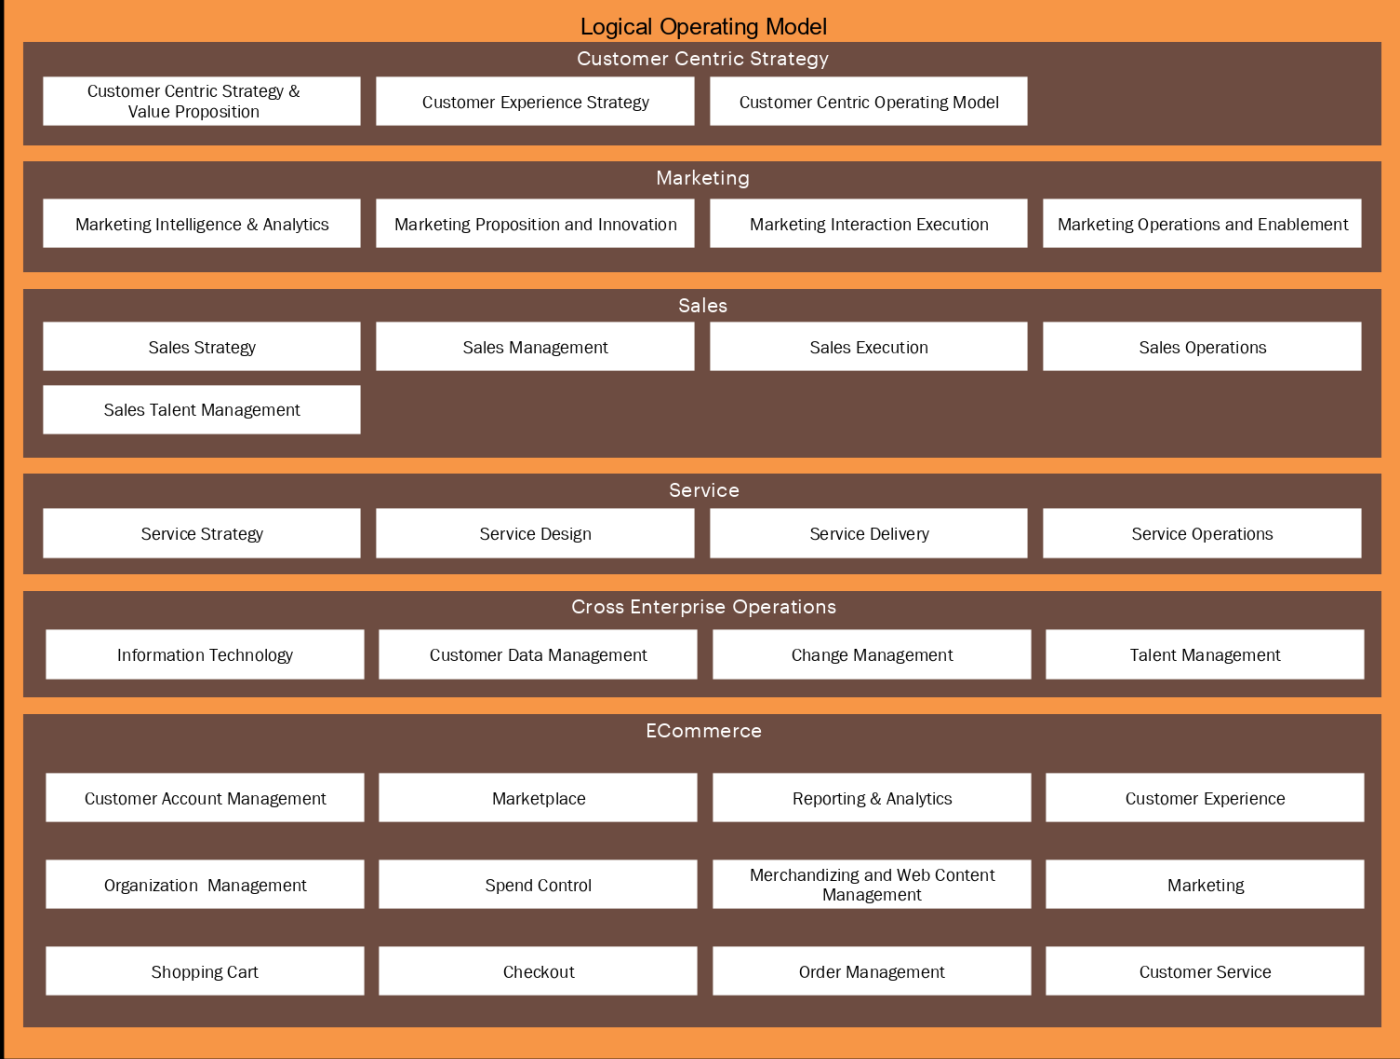 Logical Operating Model
Customer Centric Strategy
Customer Centric Strategy &
Value Proposition
Customer Experience Strategy
Customer Centric Operating Model
Marketing
Marketing Intelligence & Analytics
Marketing Proposition and Innovation
Marketing Interaction Execution
Marketing Operations and Enablement
Sales
Sales Strategy
Sales Management
Sales Execution
Sales Operations
Sales Talent Management
Service
Service Strategy
Service Design
Service Delivery
Service Operations
Cross Enterprise Operations
Information Technology
Customer Data Management
Change Management
Talent Management
ECommerce
Customer Account Management
Marketplace
Reporting & Analytics
Customer Experience
Organization  Management
Spend Control
Merchandizing and Web Content
Management
Marketing
Shopping Cart
Checkout
Order Management
Customer Service